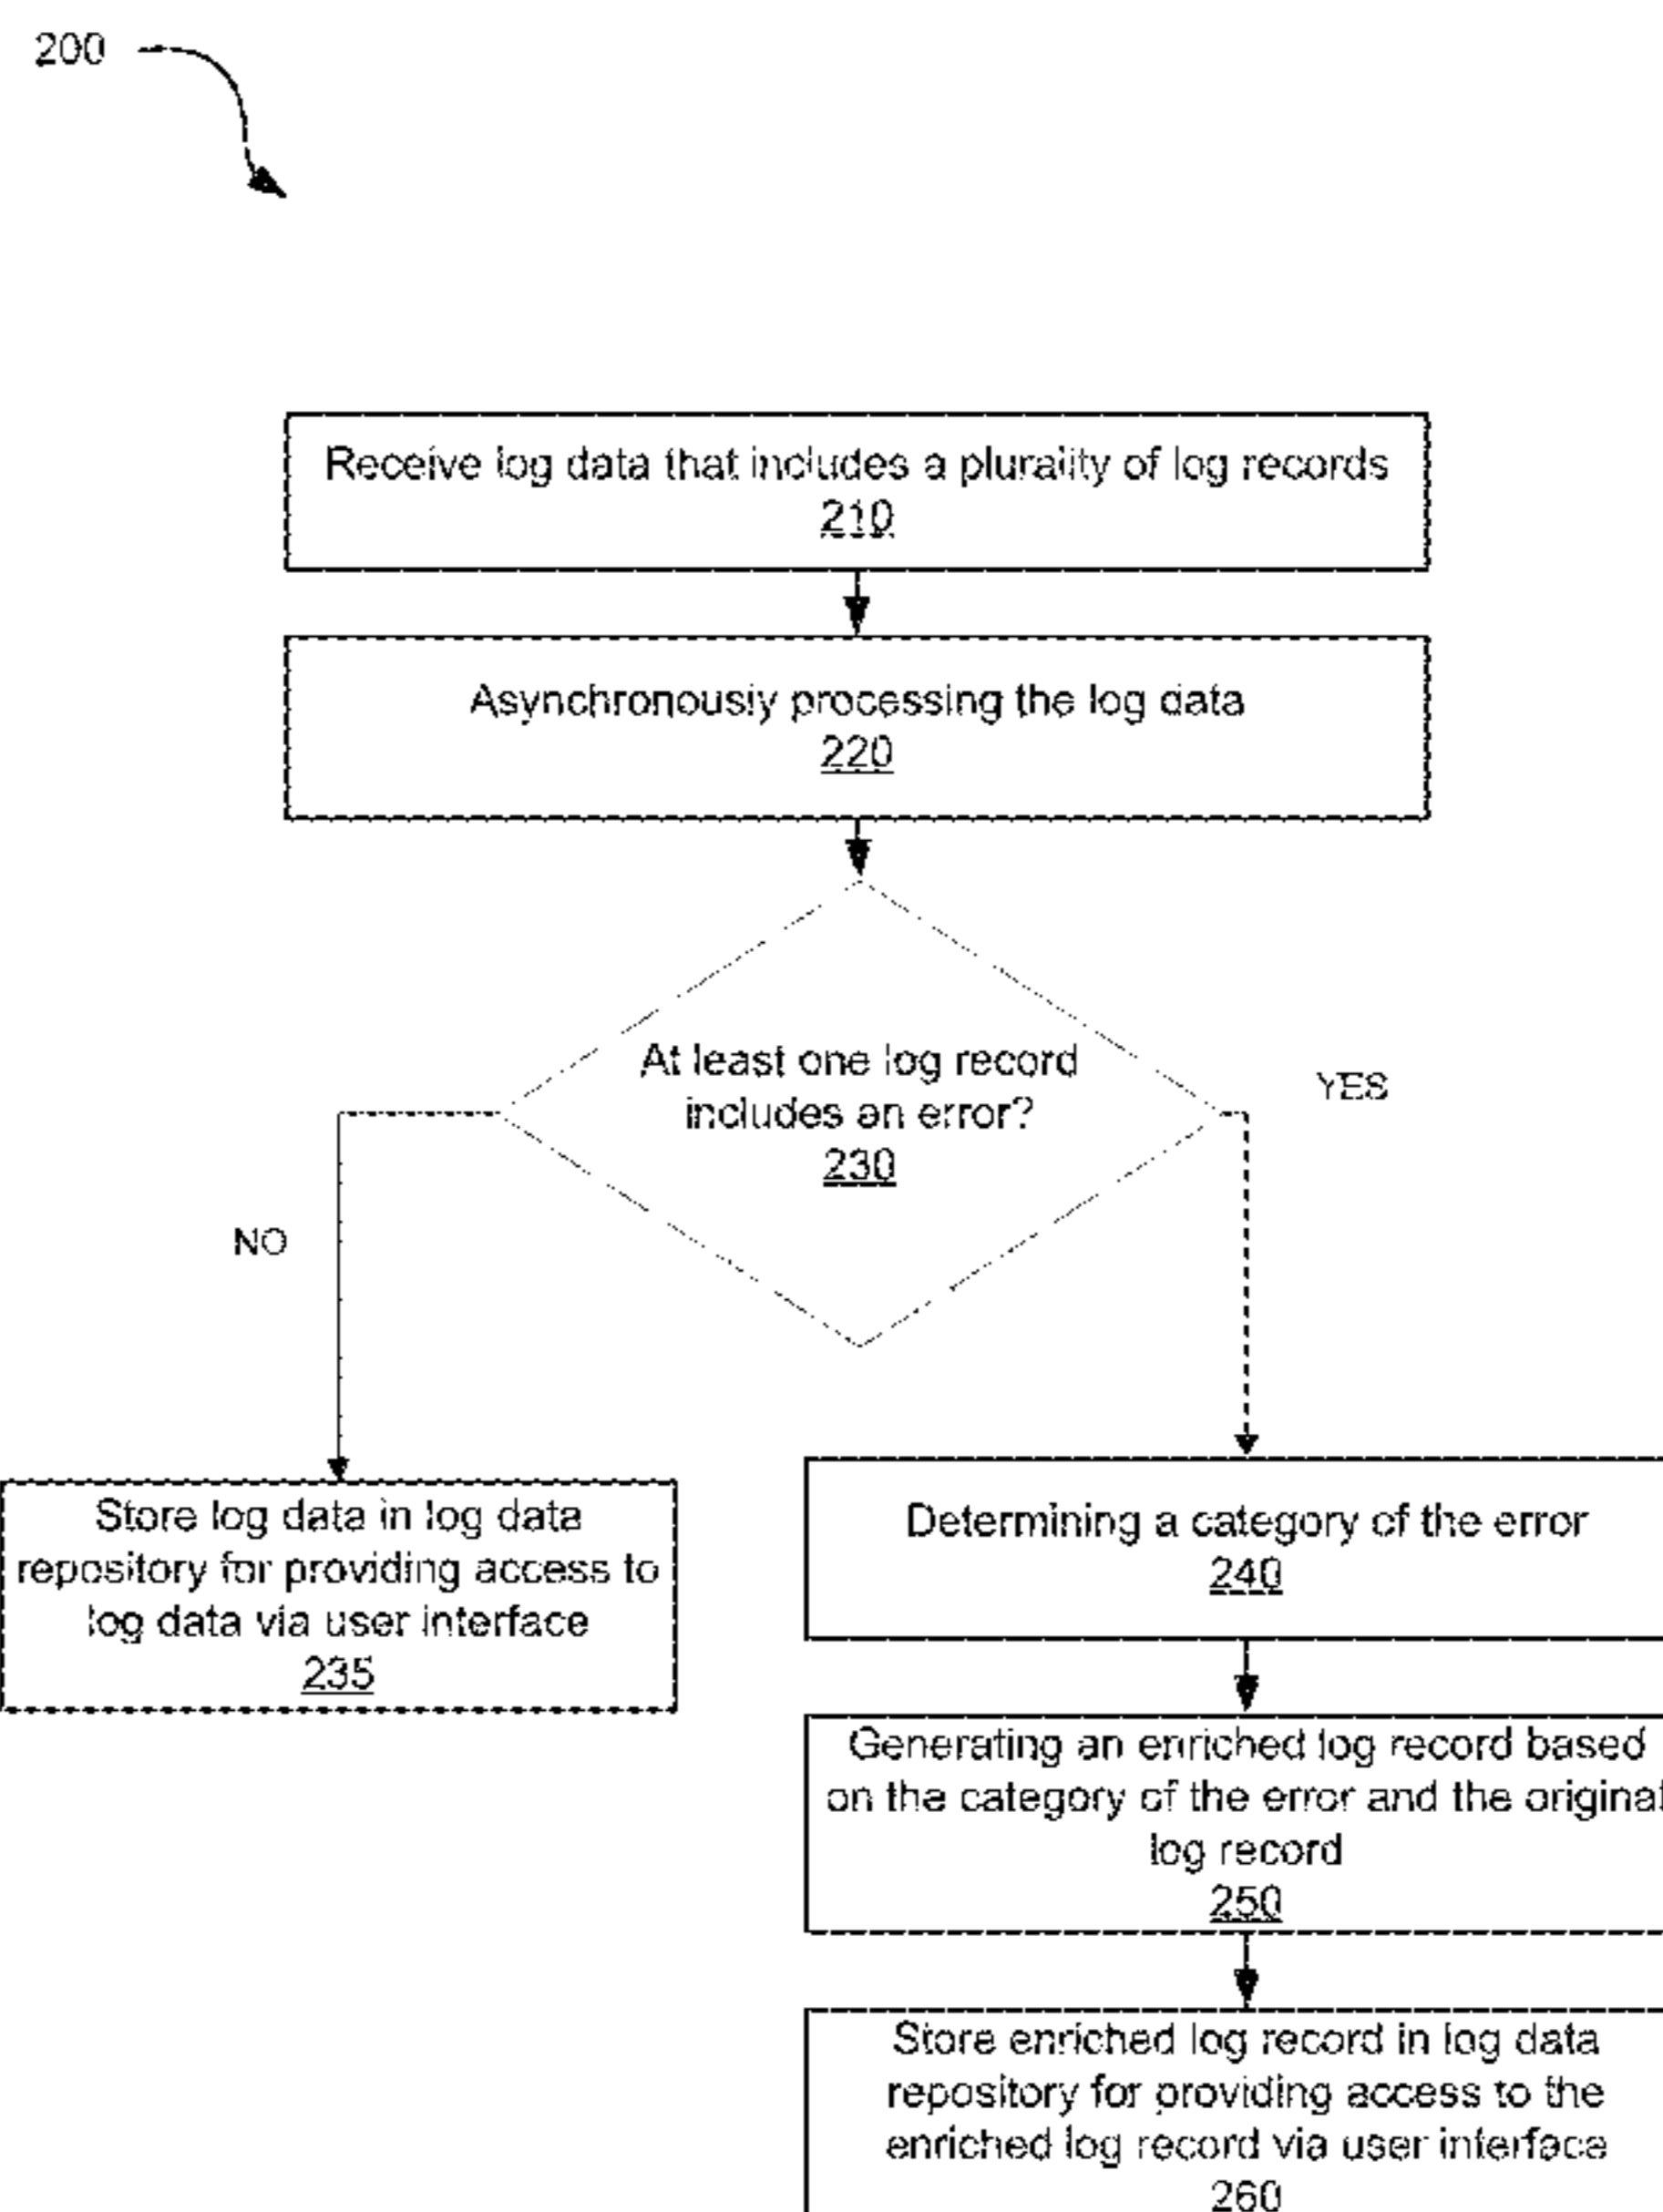 200
Receive log data that includes a plurality of log records
210
Asynchronously processing the log data
220
At least one log record
includes an error?
230
YES
NO
Store log data in log data
repository for providing access to
log data via user interface
235
Determining a category of the error
240
Generating an enriched log record based
on the category of the error and the original
log record
250
Store enriched log record in log data
repository for providing access to the
enriched log record via user interface
260